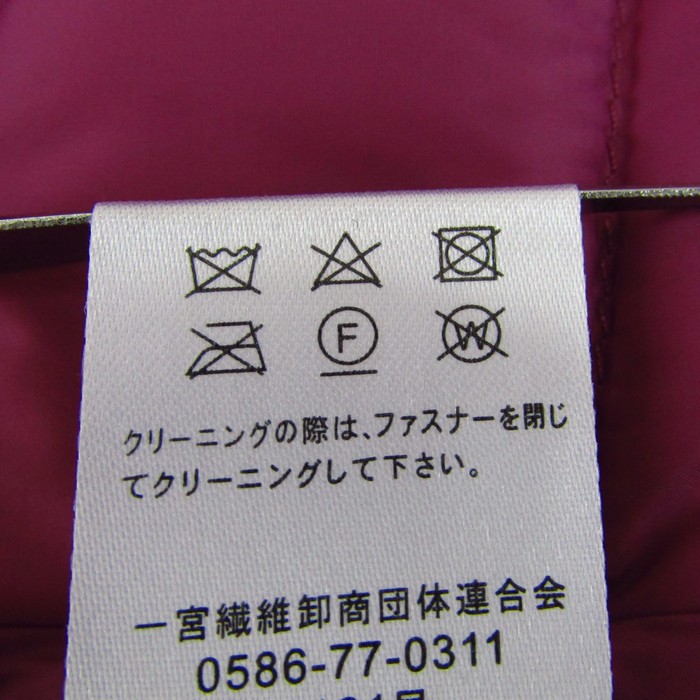 F W
クリーニングの際は、ファスナーを閉じ
てクリーニングして下さい。
一宮繊維卸商団体連合会
0586-77-0311